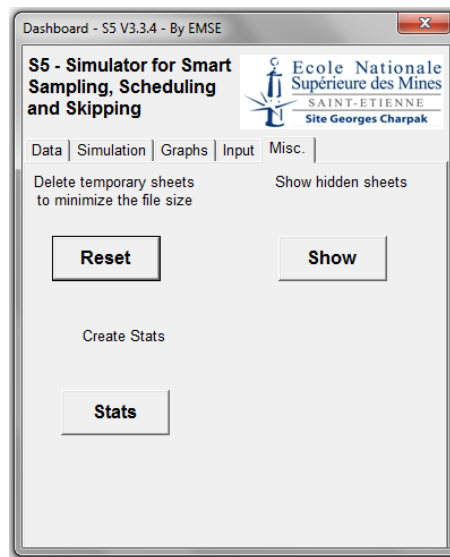 Dashboard - S5 V3.3.4 - By EMSE
S5 - Simulator for Smart
Sampling, Scheduling
and Skipping
Ecole Nationale
Supérieure des Mines
SAINT-ETIENNE
Site Georges Charpak
Data Simulation Graphs Input Misc.
Delete temporary sheets
to minimize the file size
Show hidden sheets
Reset
Show
Create Stats
Stats